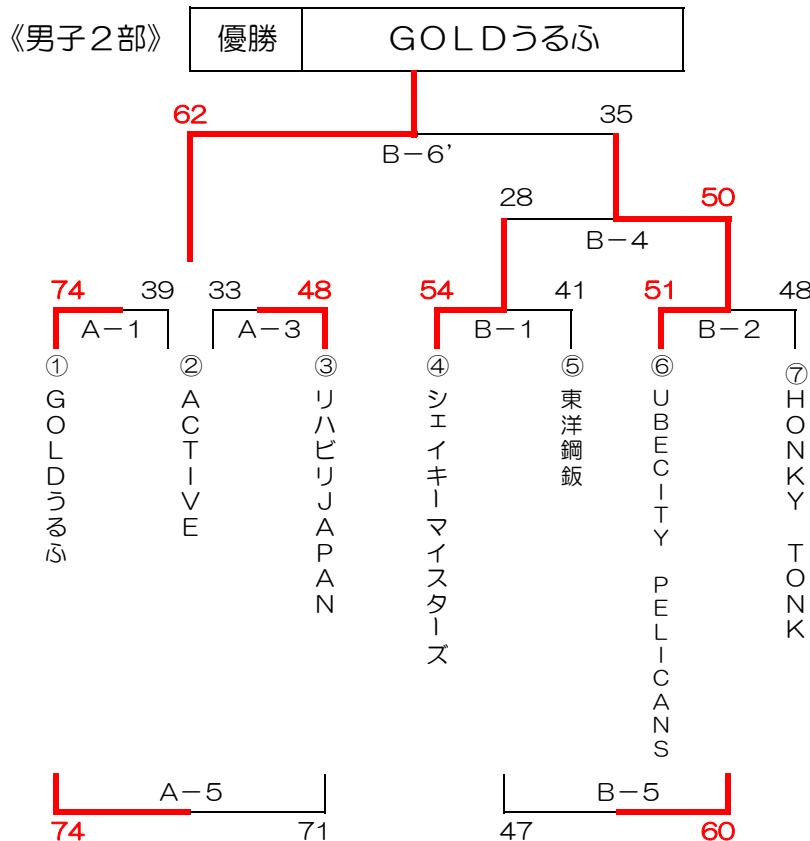 《男子２部》 優勝 ＧＯＬＤうるふ
62 35
Ｂ－６’
28 50
Ｂ－４
74 39 33 48 54 41 51 48
Ａ－１ Ａ－３ Ｂ－１ Ｂ－２
① ② ③ ④ ⑤ ⑥ ⑦
ＧＯＬＤうるふ
ＡＣＴＩＶＥ
リハビリＪＡＰＡＮ
シェイキーマイスターズ
東洋鋼鈑
ＵＢＥＣＩＴＹ　ＰＥＬＩＣＡＮＳ
ＨＯＮＫＹ　ＴＯＮＫ
Ａ－５ Ｂ－５
74 71 47 60